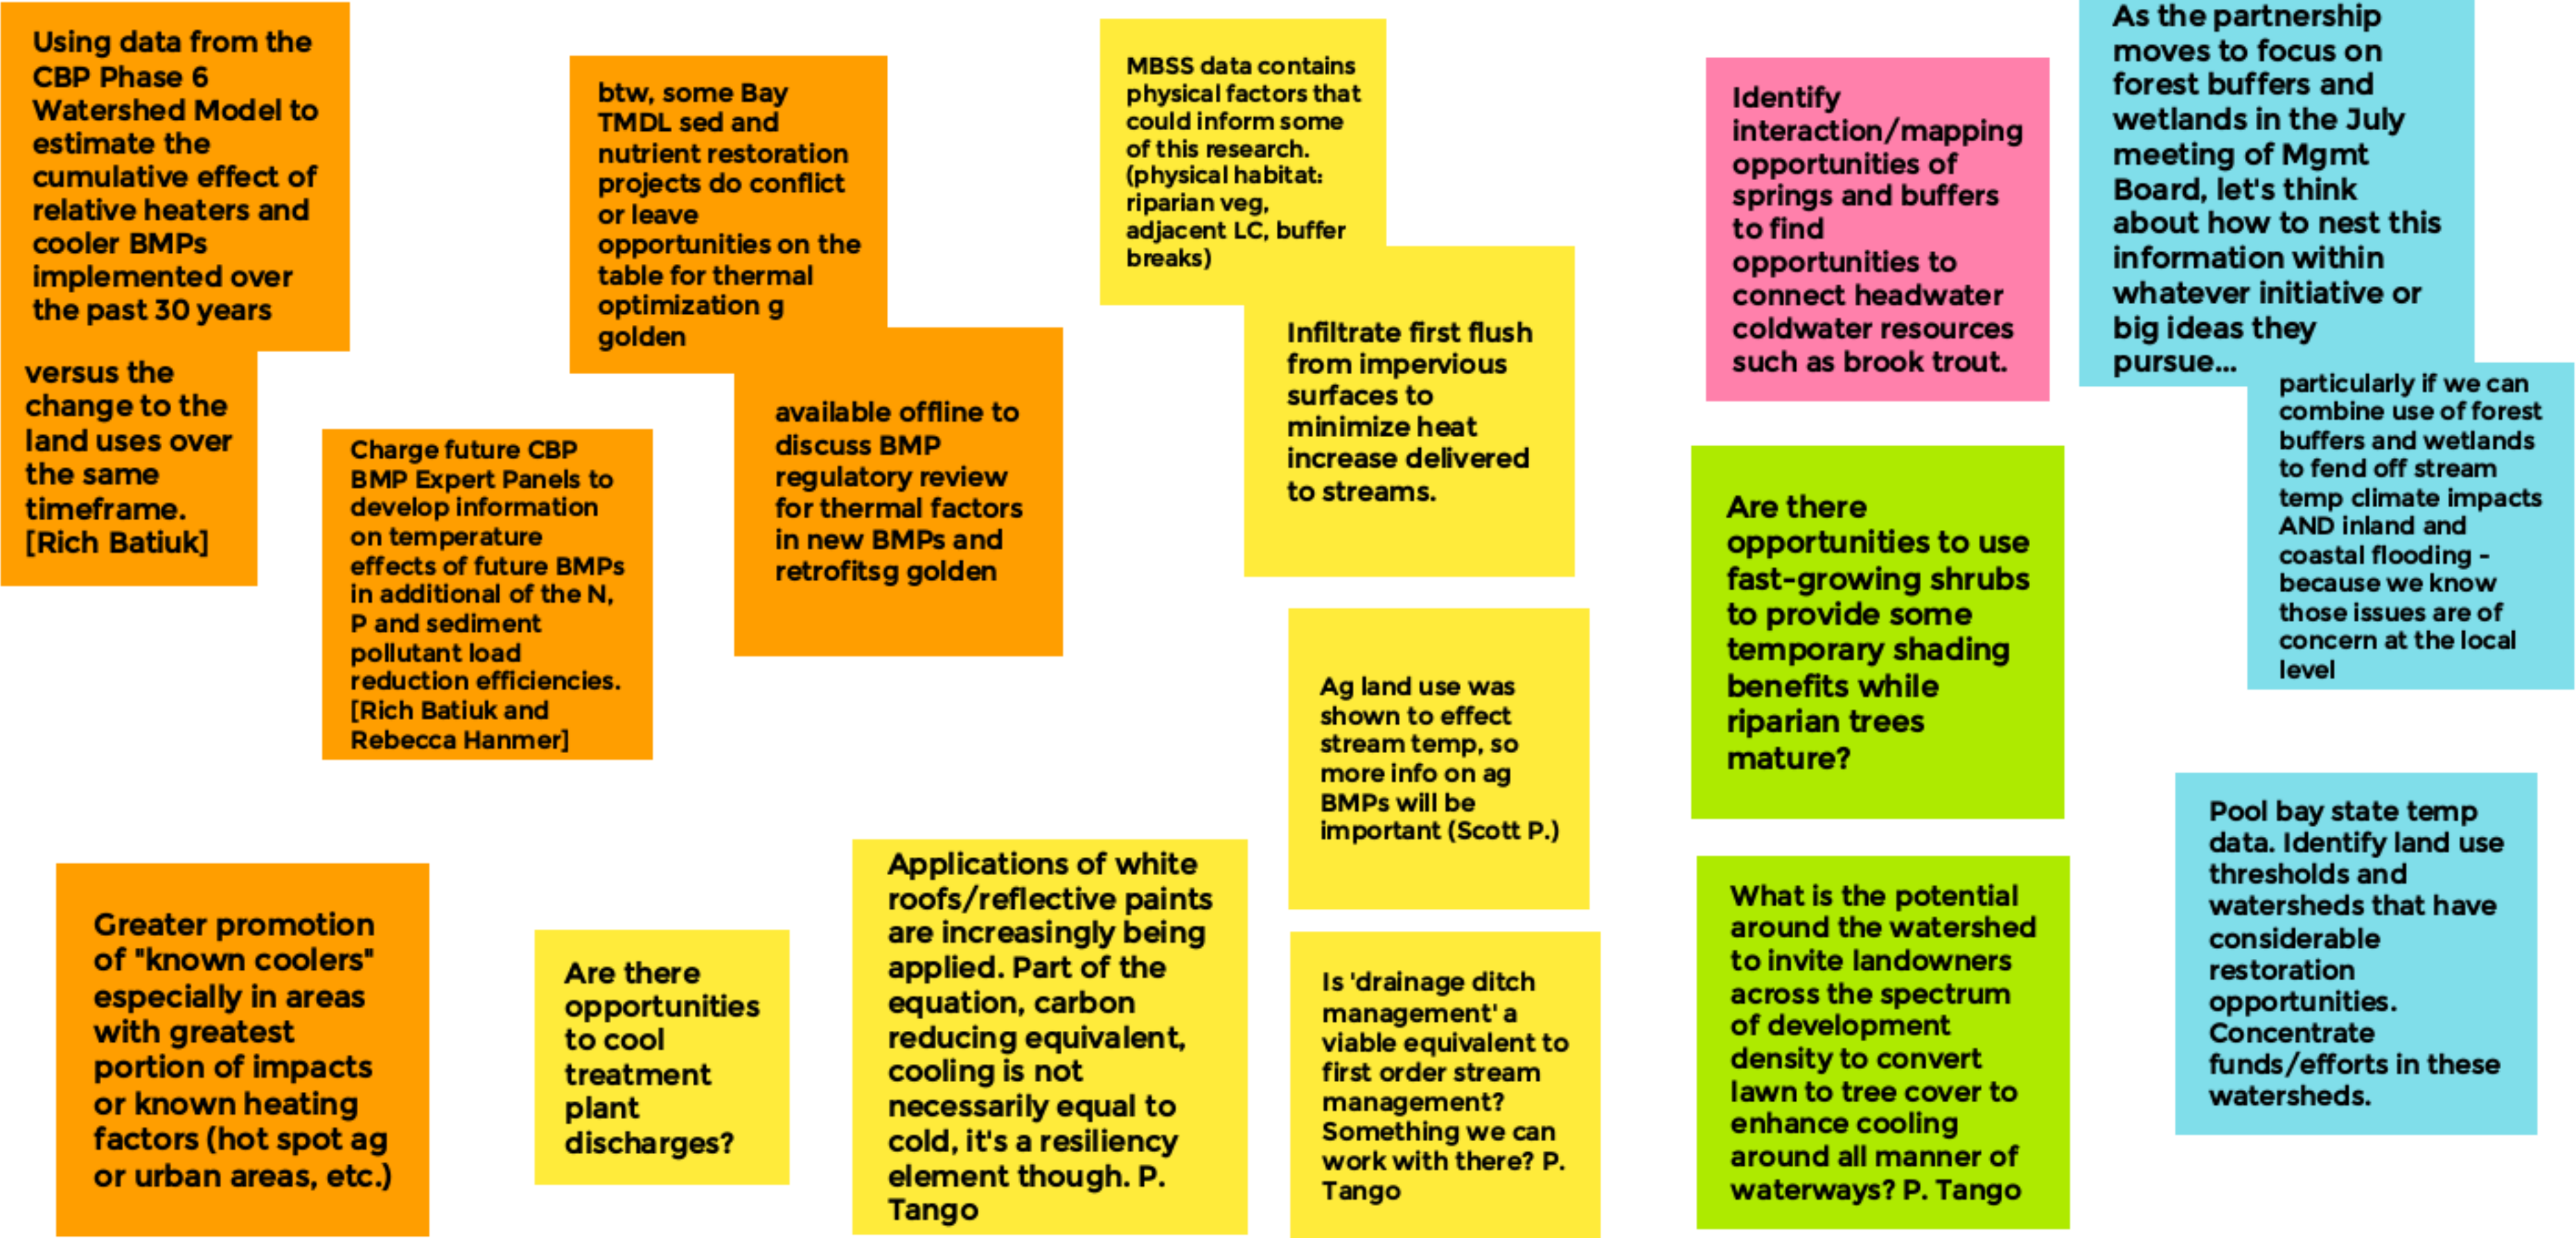 Using data from the
CBP Phase 6
Watershed Model to
estimate the
cumulative effect of
relative heaters and
cooler BMPs
implemented over
the past 30 years
versus the
change to the
land uses over
the same
timeframe.
[Rich Batiuk]
Charge future CBP
BMP Expert Panels to
develop information
on temperature
effects of future BMPs
in additional of the N,
P and sediment
pollutant load
reduction efficiencies.
[Rich Batiuk and
Rebecca Hanmer]
btw, some Bay
TMDL sed and
nutrient restoration
projects do conflict
or leave
opportunities on the
table for thermal
optimization g
golden
available offline to
discuss BMP
regulatory review
for thermal factors
in new BMPs and
retrofitsg golden
Greater promotion
of "known coolers"
especially in areas
with greatest
portion of impacts
or known heating
factors (hot spot ag
or urban areas, etc.)
Are there
opportunities
to cool
treatment
plant
discharges?
Applications of white
roofs/reflective paints
are increasingly being
applied. Part of the
equation, carbon
reducing equivalent,
cooling is not
necessarily equal to
cold, it's a resiliency
element though. P.
Tango
MBSS data contains
physical factors that
could inform some
of this research.
(physical habitat:
riparian veg,
adjacent LC, buffer
breaks)
Infiltrate first flush
from impervious
surfaces to
minimize heat
increase delivered
to streams.
Ag land use was
shown to effect
stream temp, so
more info on ag
BMPs will be
important (Scott P.)
Is 'drainage ditch
management' a
viable equivalent to
first order stream
management?
Something we can
work with there? P.
Tango
Identify
interaction/mapping
opportunities of
springs and buffers
to find
opportunities to
connect headwater
coldwater resources
such as brook trout.
Are there
opportunities to use
fast-growing shrubs
to provide some
temporary shading
benefits while
riparian trees
mature?
What is the potential
around the watershed
to invite landowners
across the spectrum
of development
density to convert
lawn to tree cover to
enhance cooling
around all manner of
waterways? P. Tango
As the partnership
moves to focus on
forest buffers and
wetlands in the July
meeting of Mgmt
Board, let's think
about how to nest this
information within
whatever initiative or
big ideas they
pursue...
particularly if we can
combine use of forest
buffers and wetlands
to fend off stream
temp climate impacts
AND inland and
coastal flooding -
because we know
those issues are of
concern at the local
level
Pool bay state temp
data. Identify land use
thresholds and
watersheds that have
considerable
restoration
opportunities.
Concentrate
funds/efforts in these
watersheds.